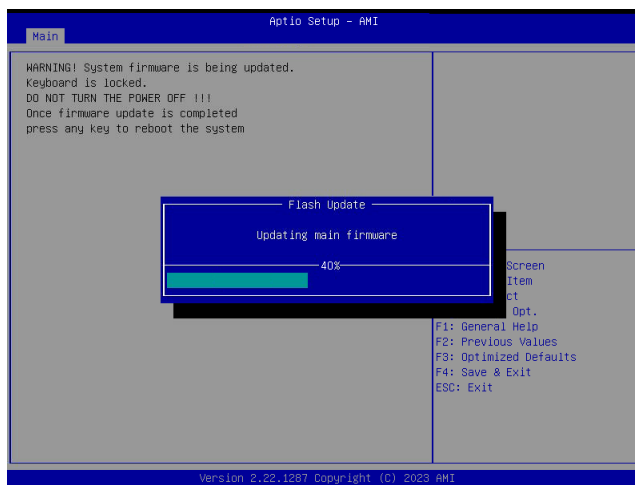 Aptio Setup - AMI
Main
WARNING! System firmware is being updated.
Keyboard is locked.
DO NOT TURN THE POWER OFF !!!
Once firmware update is completed
press any key to reboot the system
Flash Update
Updating main firmware
40%
Screen
Item
ct
Opt.
F1: General Help
F2: Previous Values
F3: Optimized Defaults
F4: Save & Exit
ESC: Exit
Version 2.22.1287 Copyright (C) 2023 AMI